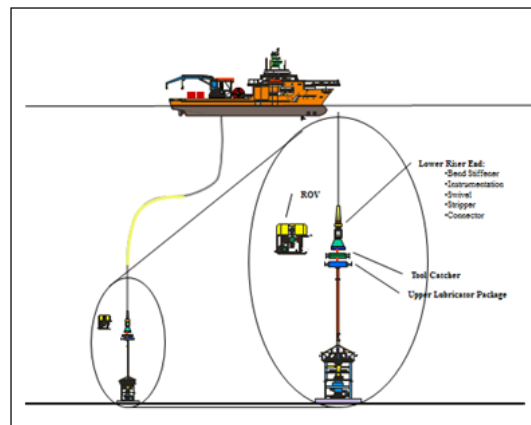 Lower Riser End:
•Bend Stiffener
•Instrumentation
•Swivel
•Stripper
•Connector
ROV
Tool Catcher
Upper Lubricator Package